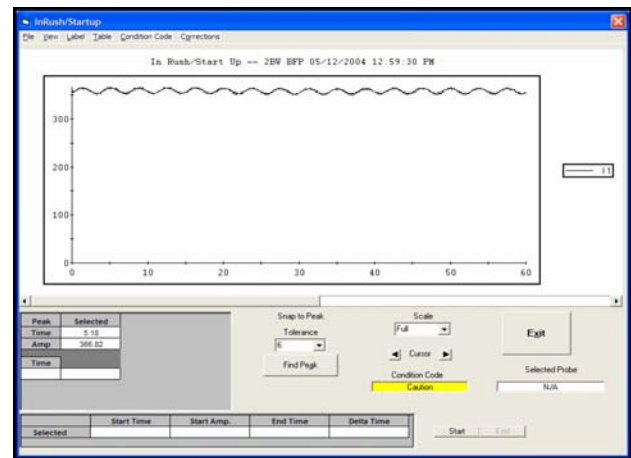 InRush/Startup
File View Label Table Condition Code Corrections
In Rush/Start Up -- 2BW BFP 05/12/2004 12:59:30 PM
300
200
100
0
0 10 20 30 40 50 60
I1
Peak Selected
Time 5.18
Amp 366.82
Time
Snap to Peak
Tolerance
6
Find Peak
Scale
Full
Cursor
Condition Code
Caution
Exit
Selected Probe
N/A
Start Time Start Amp. End Time Delta Time
Selected
Start End